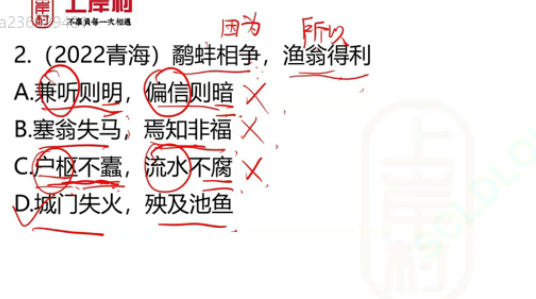 上岸村
不辜负每一次相遇
因为 所以
2.（2022青海）鹬蚌相争，渔翁得利
A.兼听则明，偏信则暗
B.塞翁失马，焉知非福
C.户枢不蠹，流水不腐
D.城门失火，殃及池鱼
上岸村